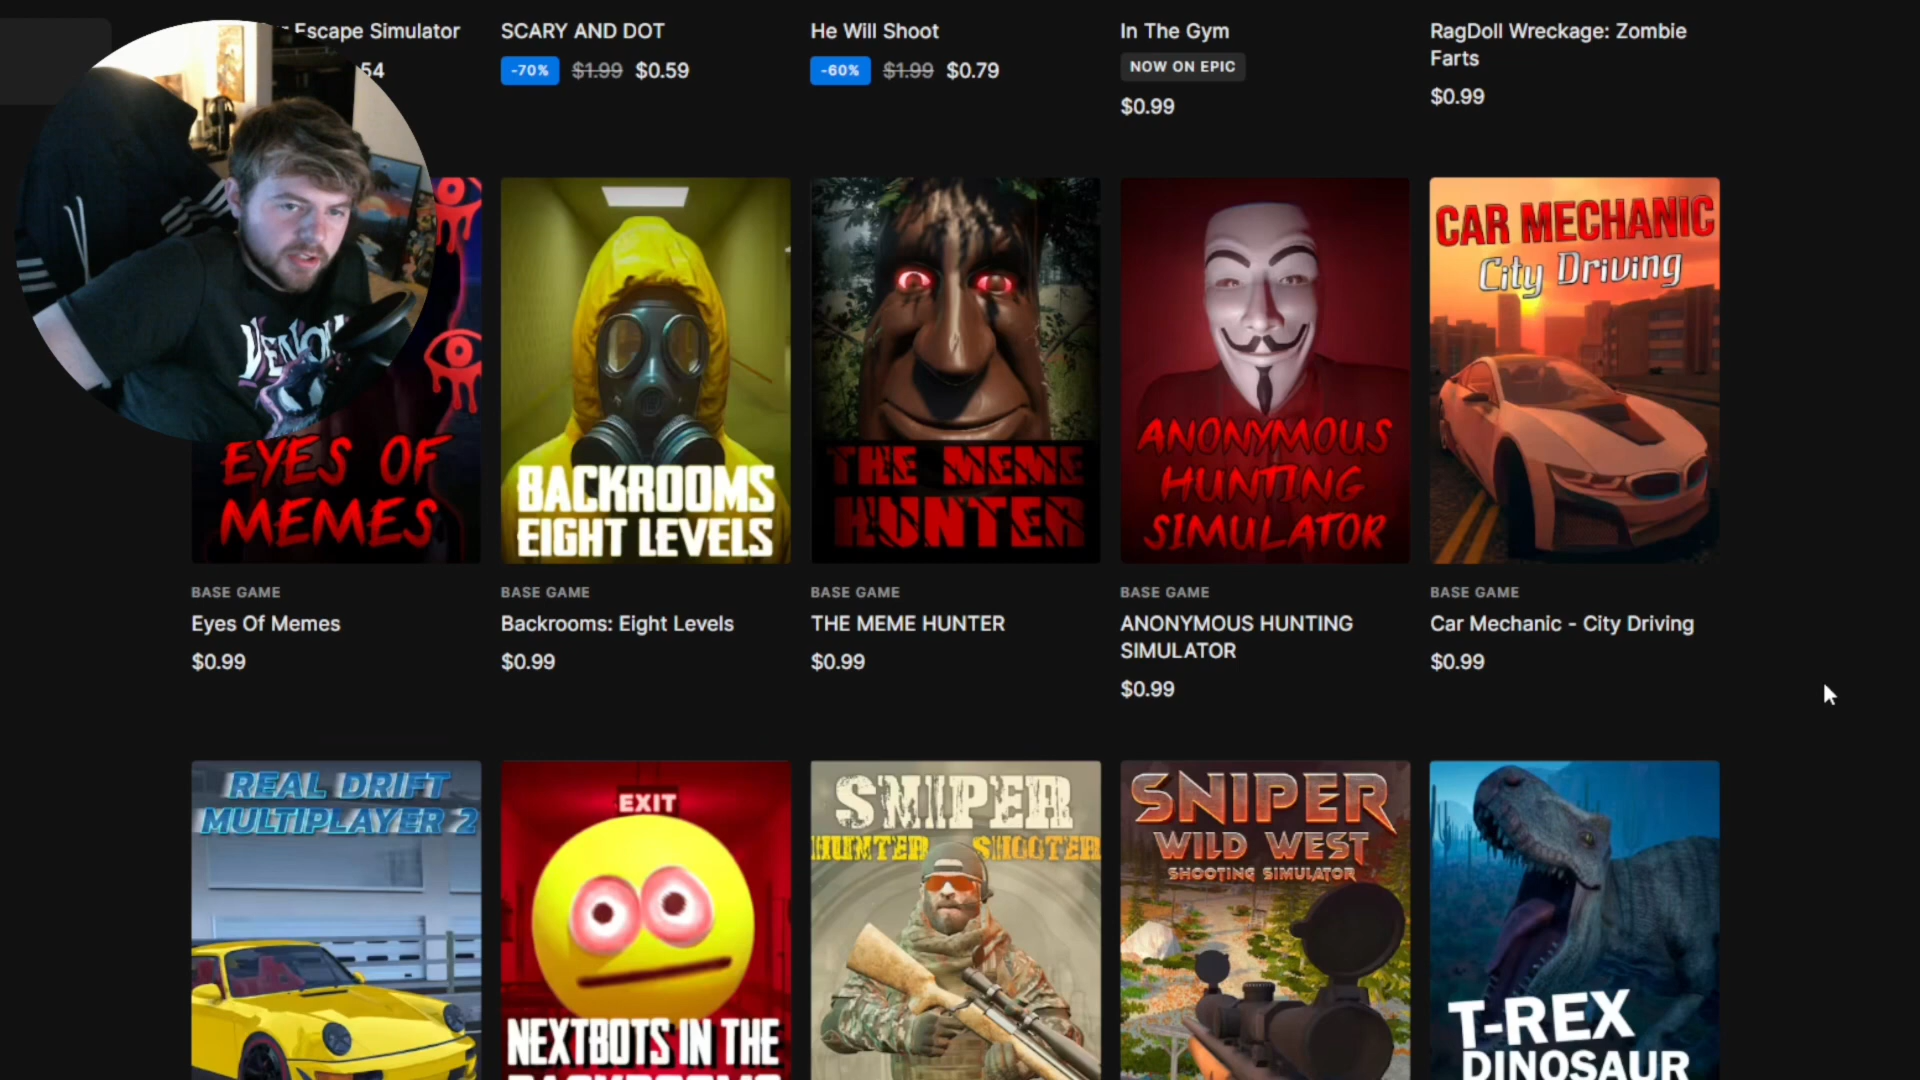 Escape Simulator
54
SCARY AND DOT
-70% $1.99 $0.59
He Will Shoot
-60% $1.99 $0.79
In The Gym
NOW ON EPIC
$0.99
RagDoll Wreckage: Zombie
Farts
$0.99
VENOM
EYES OF
MEMES
BASE GAME
Eyes Of Memes
$0.99
BACKROOMS
EIGHT LEVELS
BASE GAME
Backrooms: Eight Levels
$0.99
THE MEME
HUNTER
BASE GAME
THE MEME HUNTER
$0.99
ANONYMOUS
HUNTING
SIMULATOR
BASE GAME
ANONYMOUS HUNTING
SIMULATOR
$0.99
CAR MECHANIC
City Driving
BASE GAME
Car Mechanic - City Driving
$0.99
REAL DRIFT
MULTIPLAYER 2
EXIT
NEXTBOTS IN THE
BACKROOMS
SNIPER
HUNTER SHOOTER
SNIPER
WILD WEST
SHOOTING SIMULATOR
T-REX
DINOSAUR